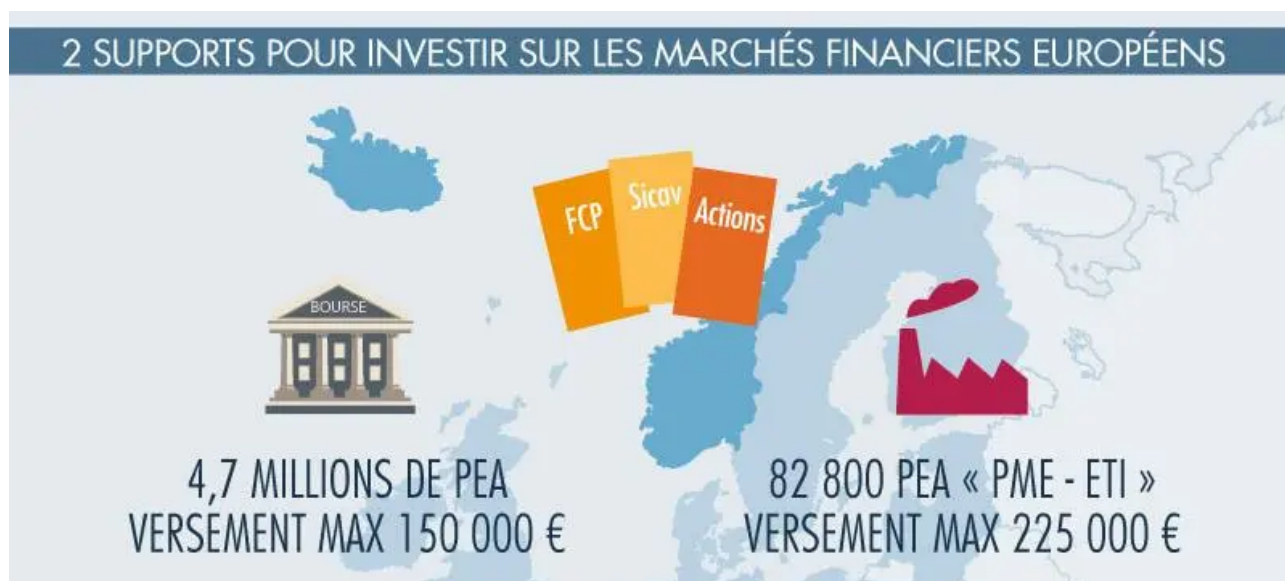 2 SUPPORTS POUR INVESTIR SUR LES MARCHÉS FINANCIERS EUROPÉENS
FCP
Sicav
Actions
BOURSE
4,7 MILLIONS DE PEA
VERSEMENT MAX 150 000 €
82 800 PEA « PME - ETI »
VERSEMENT MAX 225 000 €